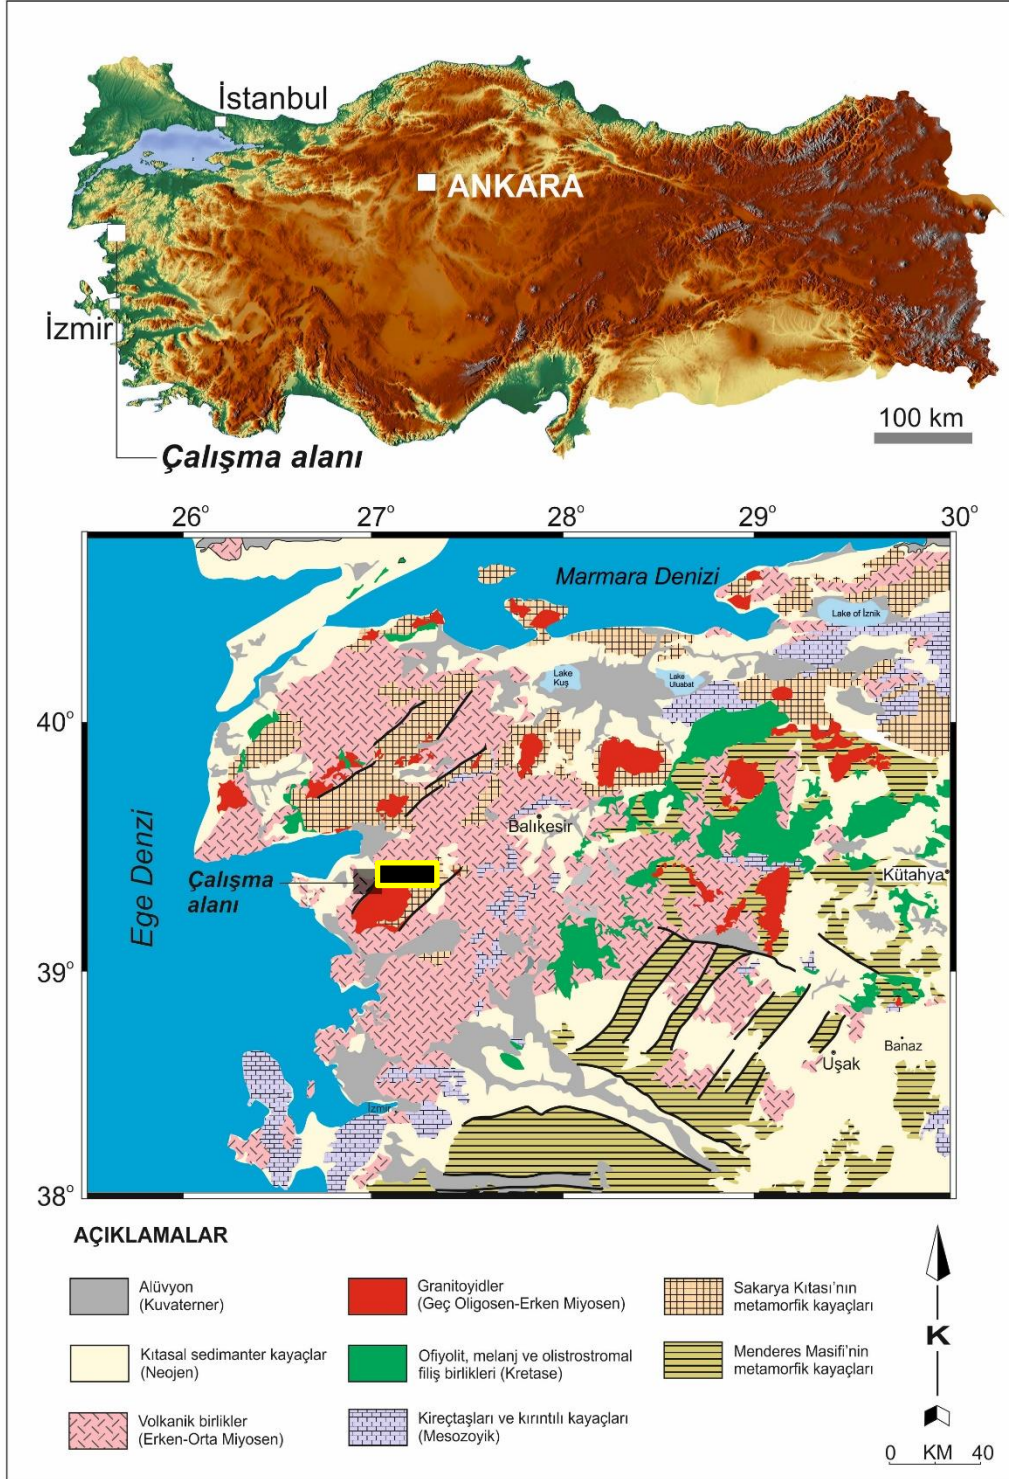 İstanbul
ANKARA
İzmir
100 km
Çalışma alanı
26°
27°
28°
29°
30°
Marmara Denizi
Lake of İznik
Lake
Kuş
Lake
Uluabat
40°
Balıkesir
Ege Denzi
Çalışma
alanı
Kütahya
39°
Banaz
Uşak
İzmir
38°
AÇIKLAMALAR
Alüvyon
(Kuvaterner)
Granitoyidler
(Geç Oligosen-Erken Miyosen)
Sakarya Kıtası'nın
metamorfik kayaçları
Kıtasal sedimanter kayaçlar
(Neojen)
Ofiyolit, melanj ve olistrostromal
filiş birlikleri (Kretase)
Menderes Masifi'nin
metamorfik kayaçları
Volkanik birlikler
(Erken-Orta Miyosen)
Kireçtaşları ve kırıntılı kayaçları
(Mesozoyik)
K
0 KM 40